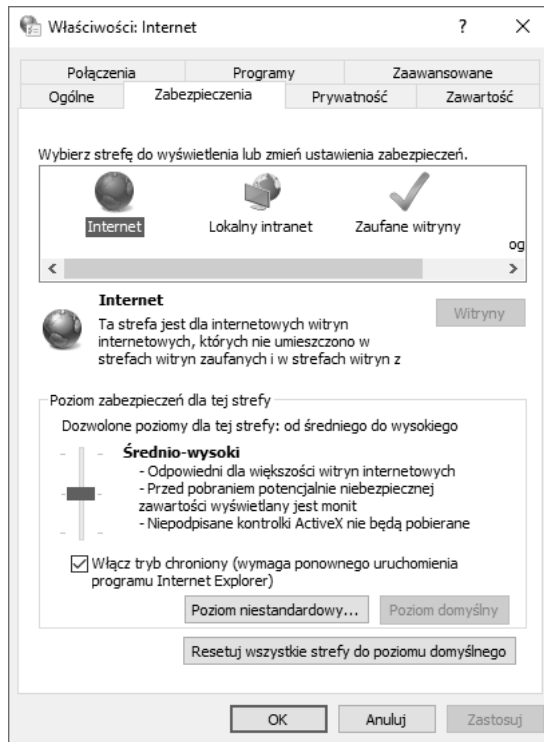 Właściwości: Internet ? ✕
Połączenia Programy Zaawansowane
Ogólne Zabezpieczenia Prywatność Zawartość
Wybierz strefę do wyświetlenia lub zmień ustawienia zabezpieczeń.
Internet Lokalny intranet Zaufane witryny
og
Internet
Witryny
Ta strefa jest dla internetowych witryn
internetowych, których nie umieszczono w
strefach witryn zaufanych i w strefach witryn z
Poziom zabezpieczeń dla tej strefy
Dozwolone poziomy dla tej strefy: od średniego do wysokiego
Średnio-wysoki
- Odpowiedni dla większości witryn internetowych
- Przed pobraniem potencjalnie niebezpiecznej
zawartości wyświetlany jest monit
- Niepodpisane kontrolki ActiveX nie będą pobierane
Włącz tryb chroniony (wymaga ponownego uruchomienia
programu Internet Explorer)
Poziom niestandardowy... Poziom domyślny
Resetuj wszystkie strefy do poziomu domyślnego
OK Anuluj Zastosuj